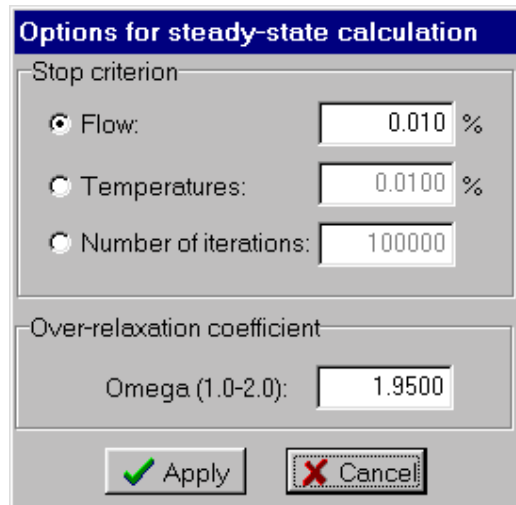 Options for steady-state calculation
Stop criterion
Flow: 0.010 %
Temperatures: 0.0100 %
Number of iterations: 100000
Over-relaxation coefficient
Omega (1.0-2.0): 1.9500
Apply Cancel